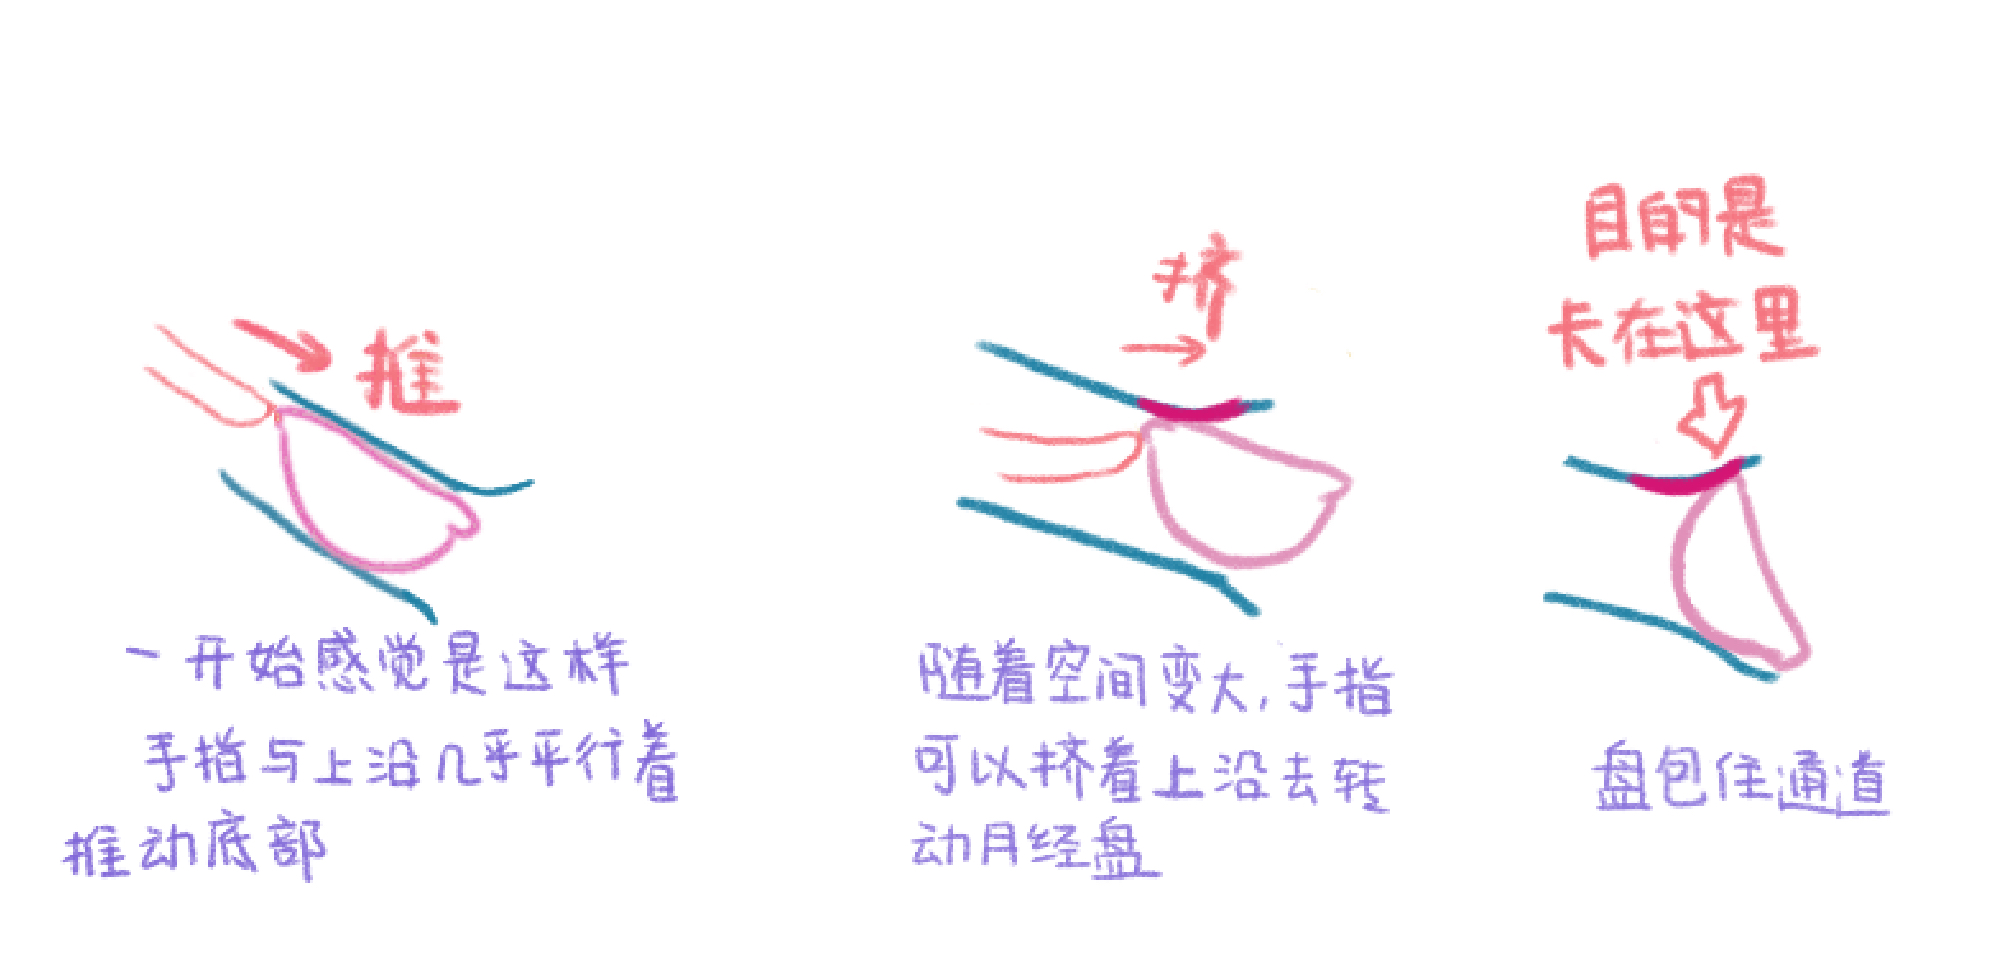 推
一开始感觉是这样
手指与上沿几乎平行着
推动底部
挤
随着空间变大,手指
可以挤着上沿去转
动月经盘
目的是
卡在这里
盘包住通道